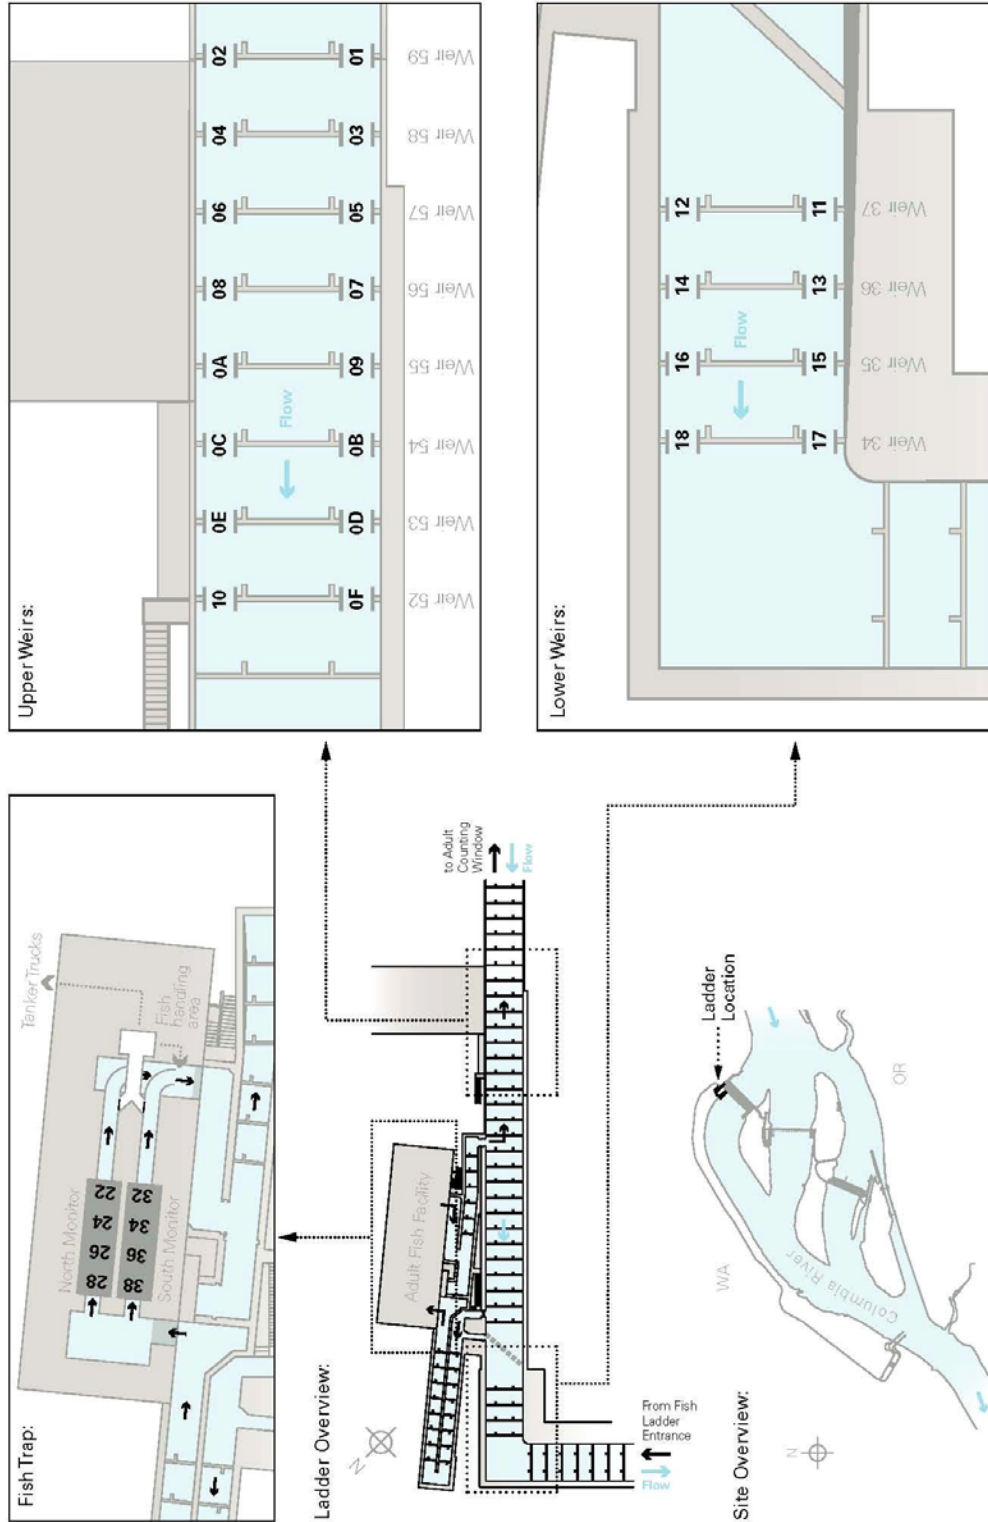 Fish Trap:
Tanker Trucks
Fish
handling
area
North Monitor
28 26 24 22
38 36 34 32
South Monitor
Upper Weirs:
10 0E 0C 0A 08 06 04 02
Flow
0F 0D 0B 09 07 05 03 01
Weir 52
Weir 53
Weir 54
Weir 55
Weir 56
Weir 57
Weir 58
Weir 59
Ladder Overview:
N
Adult Fish Facility
to Adult
Counting
Window
Flow
From Fish
Ladder
Entrance
Flow
Site Overview:
N
WA
Columbia River
OR
Ladder
Location
Lower Weirs:
18 16 14 12
Flow
17 15 13 11
Weir 34
Weir 35
Weir 36
Weir 37